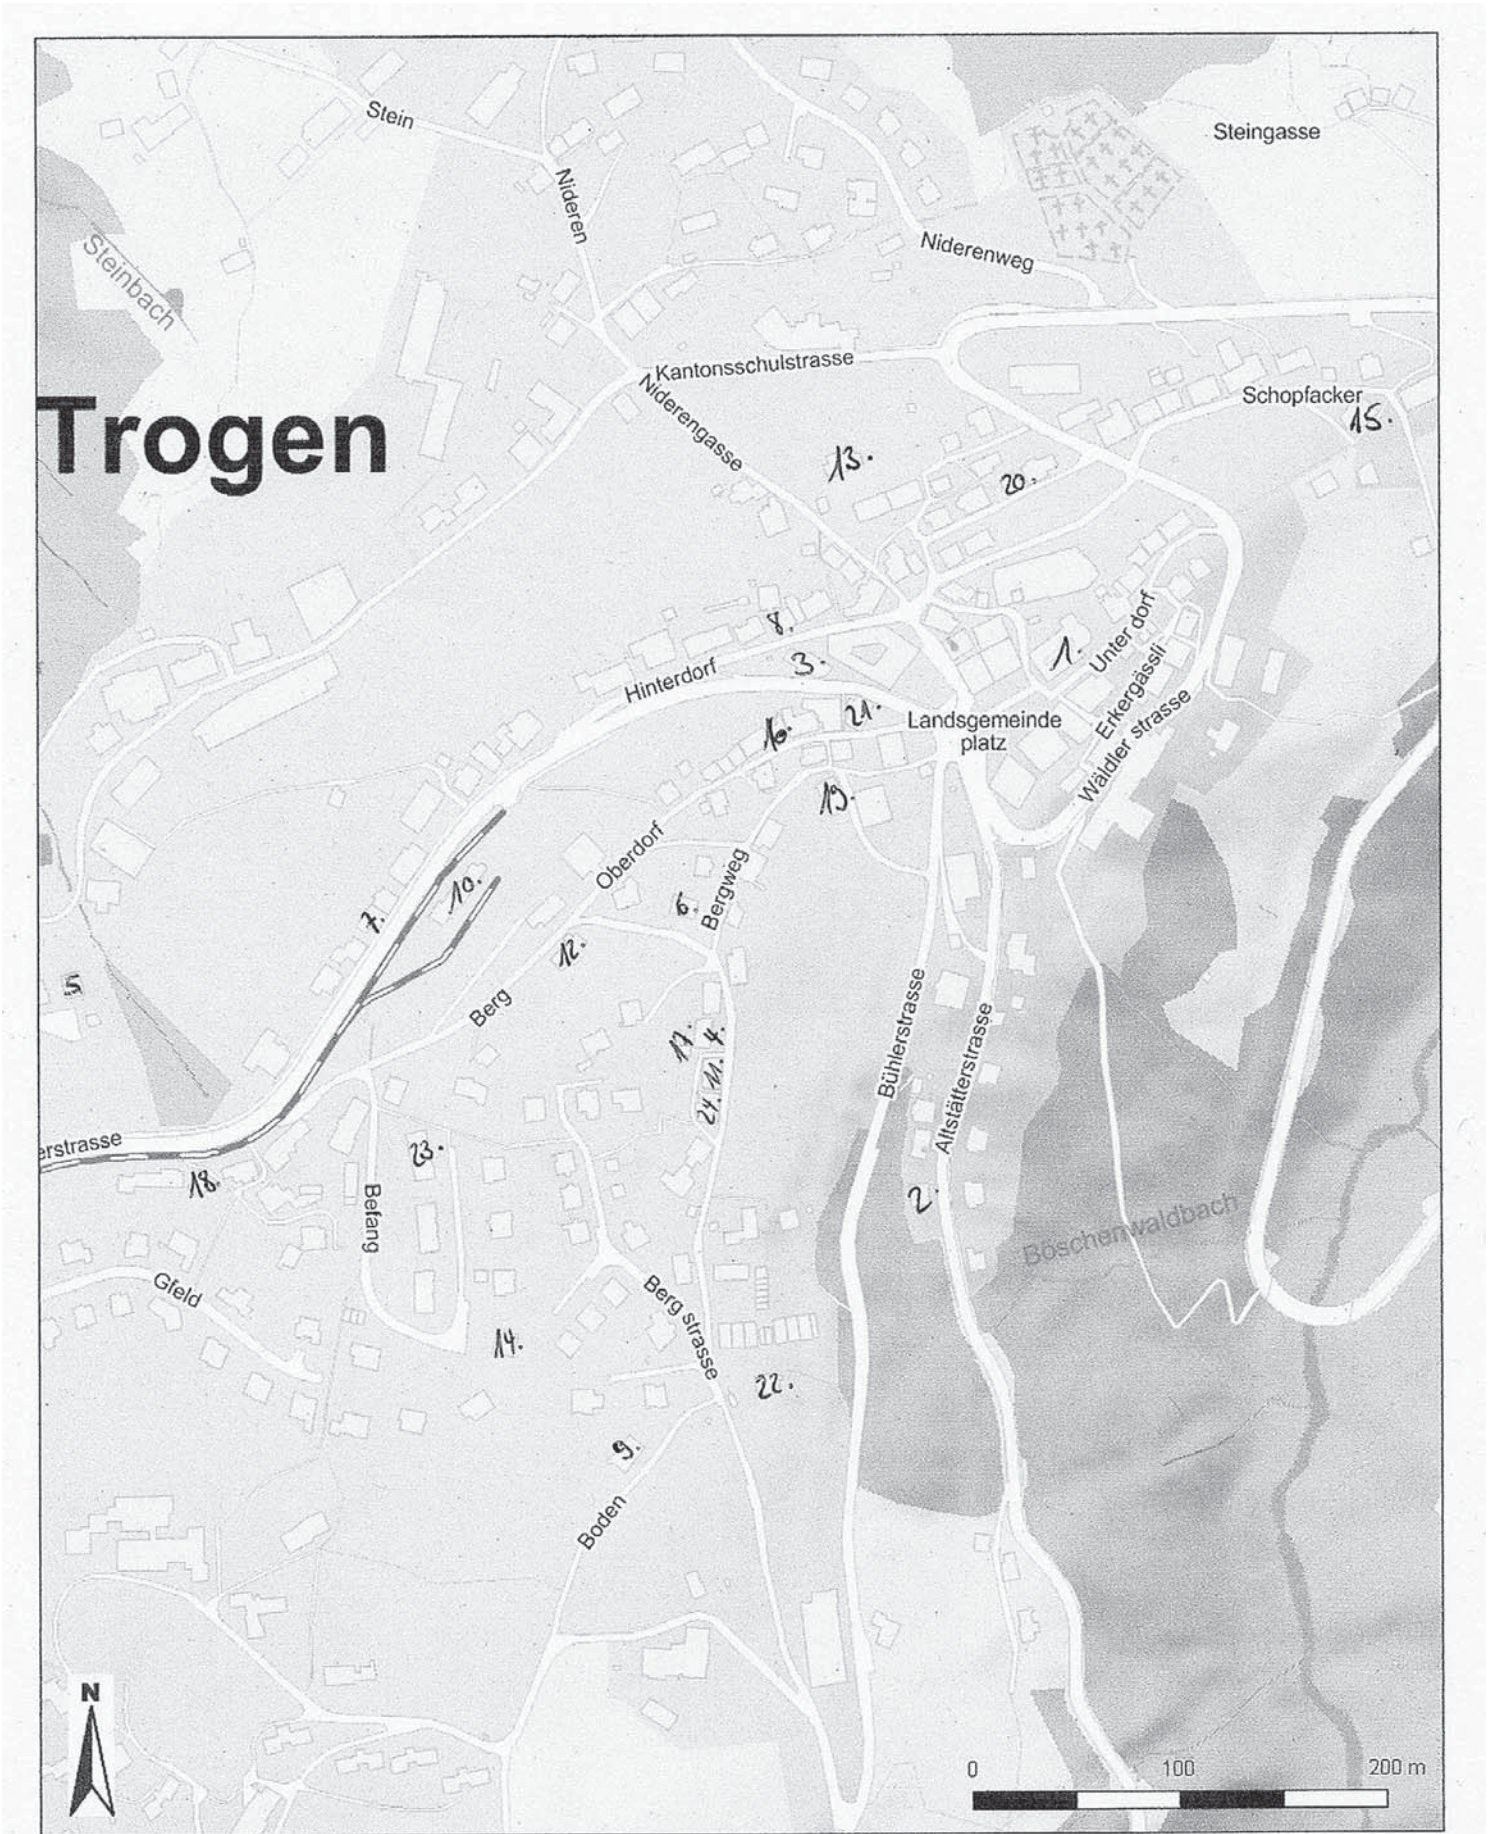 Stein
Steingasse
Nideren
Niderenweg
Steinbach
Kantonsschulstrasse
Niderengasse
Schopfacker
15.
Trogen
13.
20.
8.
3.
1.
Unter dorf
Erkergässli
Hinterdorf
21.
16.
Landsgemeinde
platz
Wäldler strasse
19.
Oberdorf
10.
7.
6.
Bergweg
12.
5
Berg
17.
4.
11.
24.
Bühlerstrasse
Altstätterstrasse
erstrasse
23.
18.
Befang
2.
Böschenwaldbach
Gfeld
Berg strasse
14.
22.
9.
Boden
N
0 100 200 m